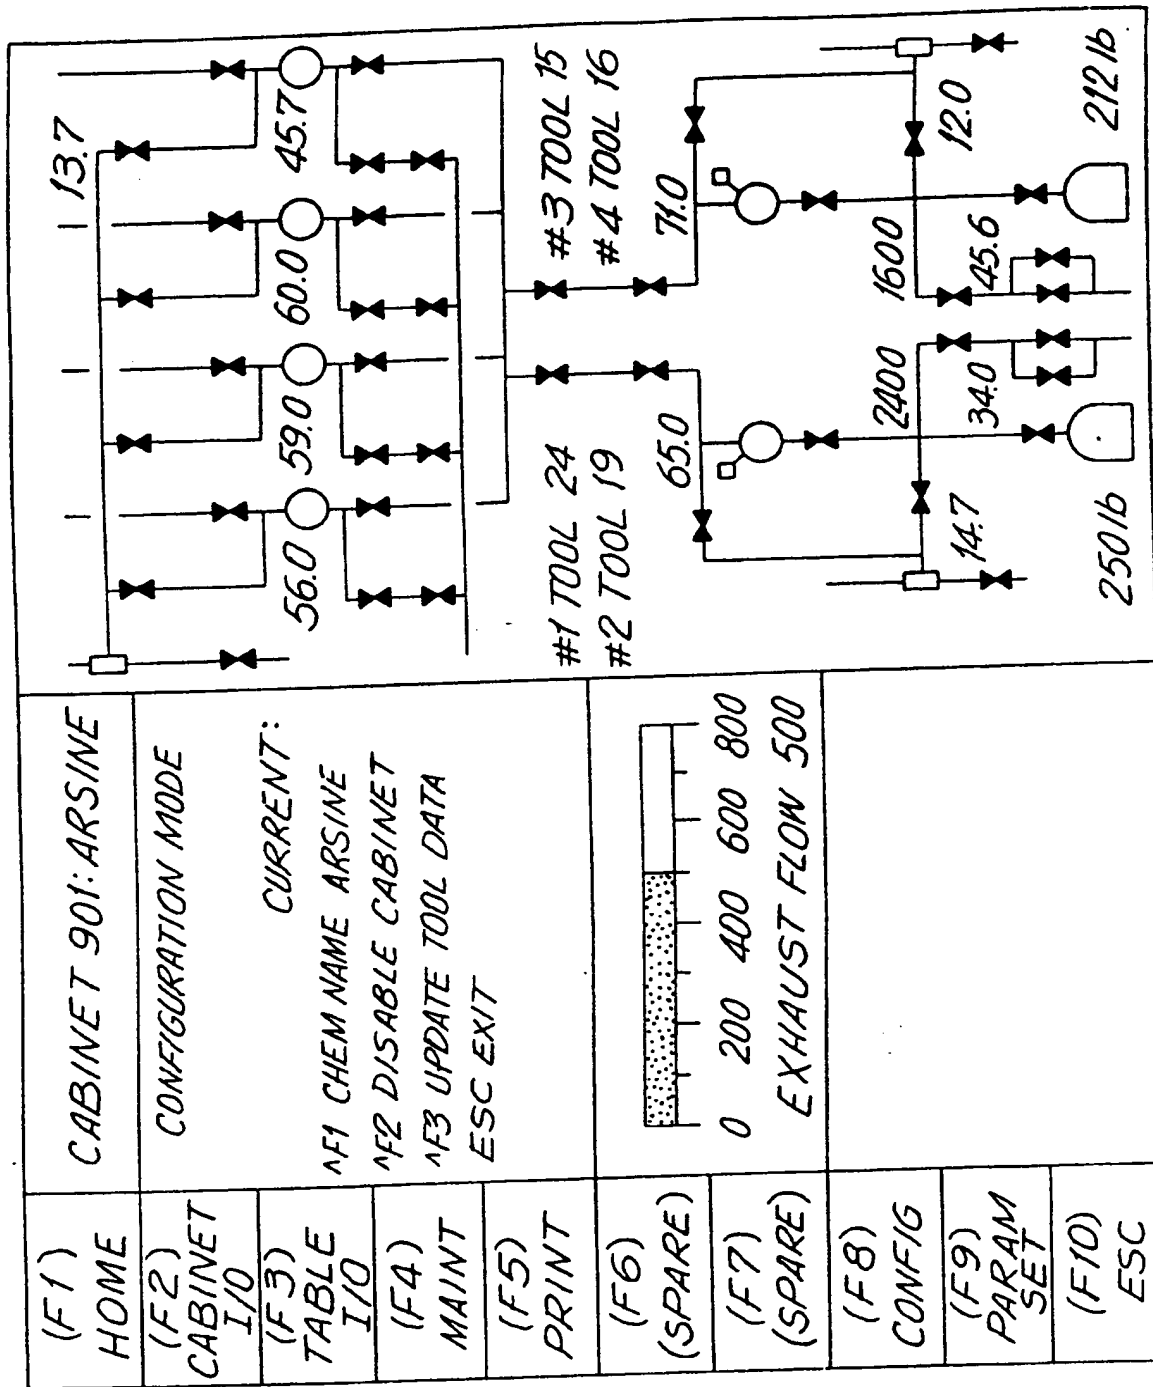 (F1)
HOME
(F2)
CABINET
I/O
(F3)
TABLE
I/O
(F4)
MAINT
(F5)
PRINT
(F6)
(SPARE)
(F7)
(SPARE)
(F8)
CONFIG
(F9)
PARAM
SET
(F10)
ESC
CABINET 901: ARSINE
CONFIGURATION MODE
CURRENT:
^F1 CHEM NAME ARSINE
^F2 DISABLE CABINET
^F3 UPDATE TOOL DATA
ESC EXIT
0 200 400 600 800
EXHAUST FLOW 500
13.7
56.0 59.0 60.0 45.7
#1 TOOL 24
#2 TOOL 19
#3 TOOL 15
#4 TOOL 16
65.0 71.0
2400 1600
14.7 34.0 45.6 12.0
250 lb 212 lb